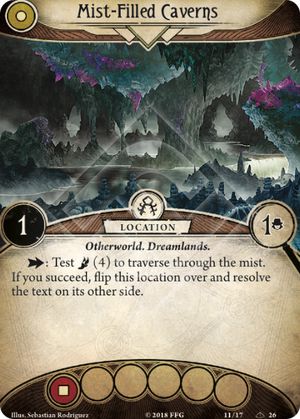 Mist-Filled Caverns
1
LOCATION
1
Otherworld. Dreamlands.
: Test (4) to traverse through the mist.
If you succeed, flip this location over and resolve
the text on its other side.
Illus. Sebastian Rodriguez
© 2018 FFG
11/17
26